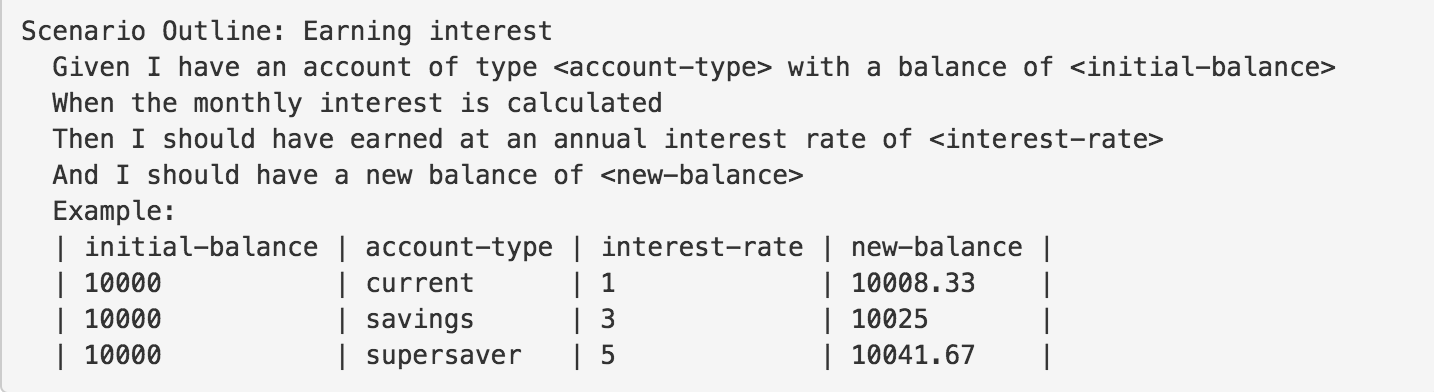 Scenario Outline: Earning interest
  Given I have an account of type <account-type> with a balance of <initial-balance>
  When the monthly interest is calculated
  Then I should have earned at an annual interest rate of <interest-rate>
  And I should have a new balance of <new-balance>
  Example:
  | initial-balance | account-type | interest-rate | new-balance |
  | 10000           | current      | 1             | 10008.33    |
  | 10000           | savings      | 3             | 10025       |
  | 10000           | supersaver   | 5             | 10041.67    |